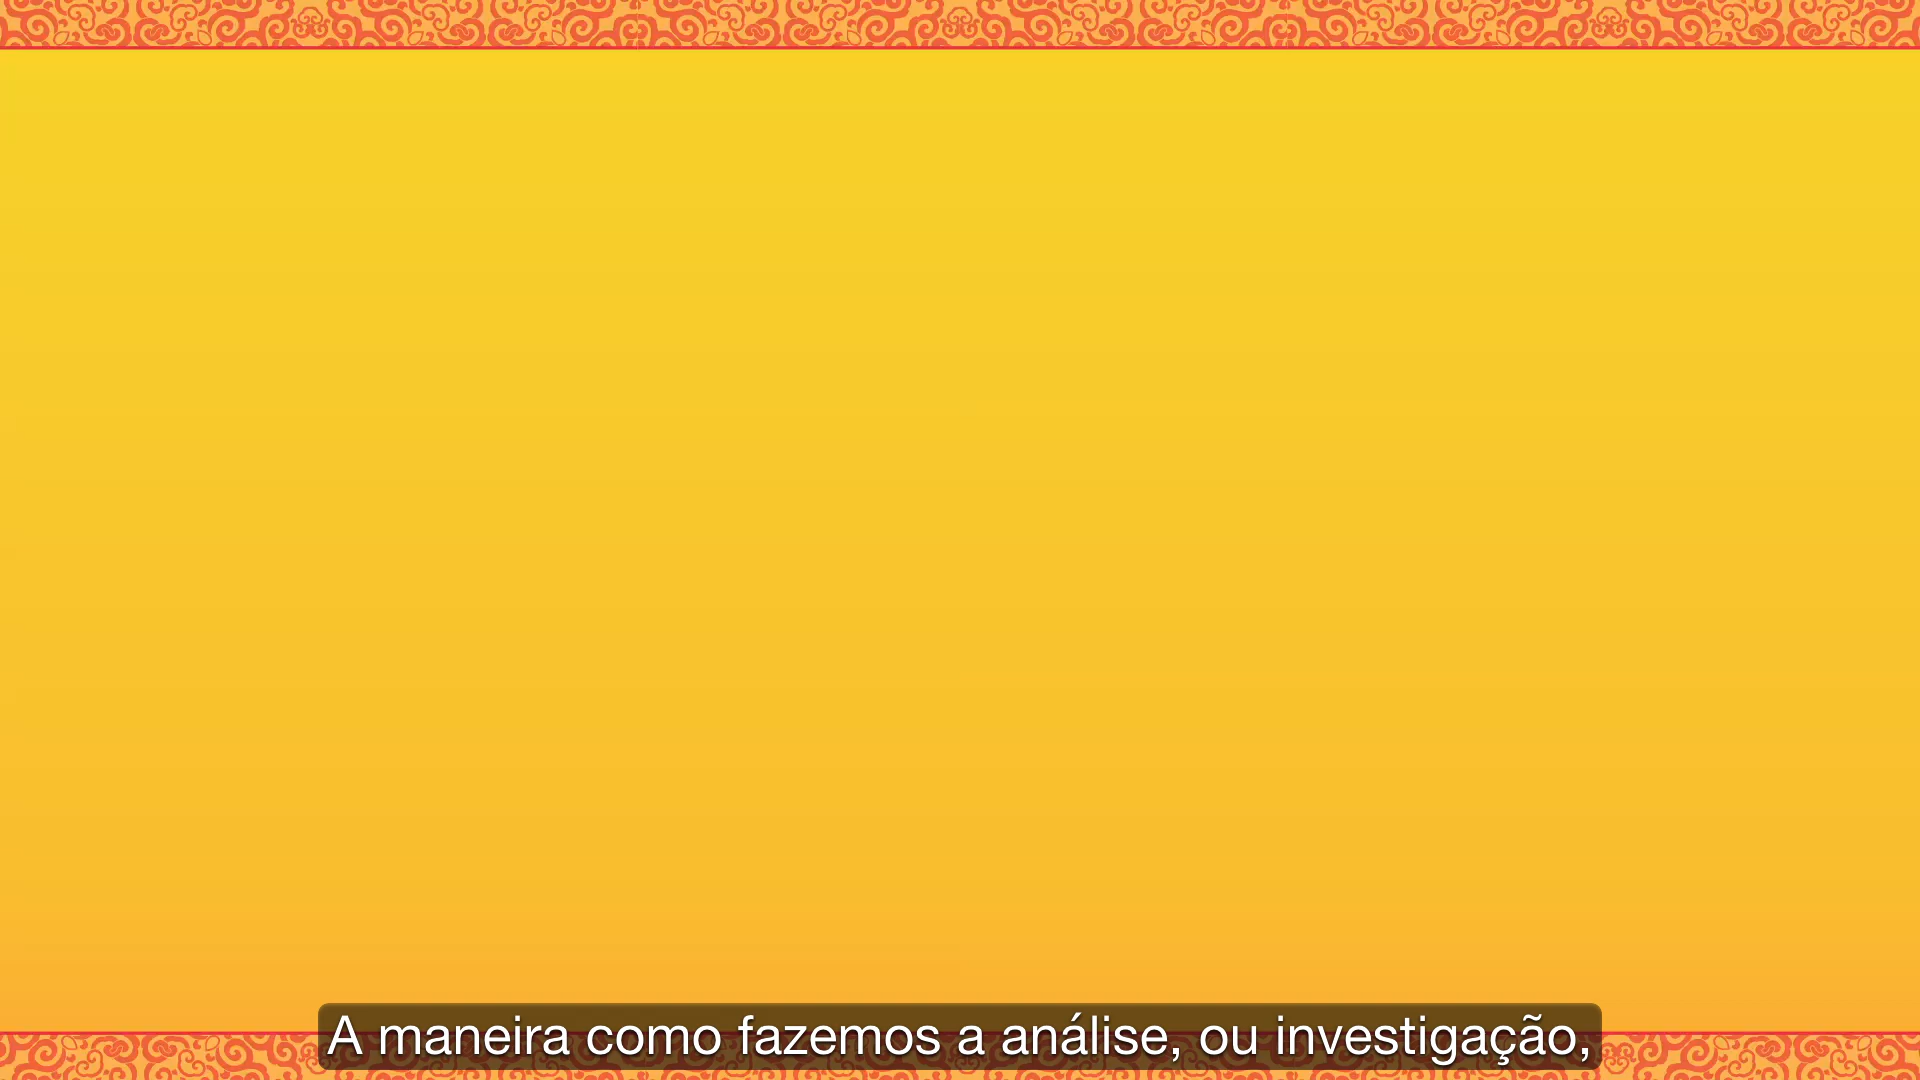 A maneira como fazemos a análise, ou investigação,